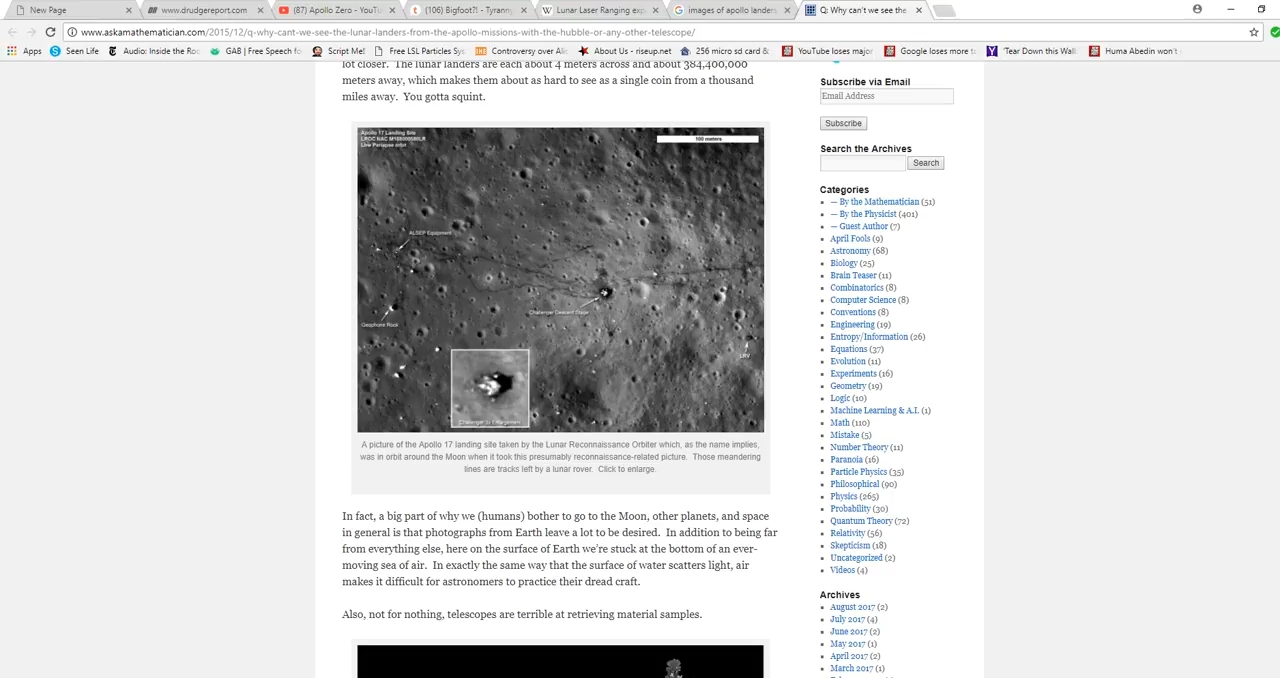 New Page
www.drudgereport.com
(87) Apollo Zero - YouTu
(106) Bigfoot?! - Tyranny
Lunar Laser Ranging exp
images of apollo landers
Q: Why can't we see the
www.askamathematician.com/2015/12/q-why-cant-we-see-the-lunar-landers-from-the-apollo-missions-with-the-hubble-or-any-other-telescope/
Apps
Seen Life
Audio: Inside the Roc
GAB | Free Speech fo
Script Me!
Free LSL Particles Sys
Controversy over Ali
About Us - riseup.net
256 micro sd card &
YouTube loses major
Google loses more t
'Tear Down this Wall
Huma Abedin won't
lot closer. The lunar landers are each about 4 meters across and about 384,400,000
meters away, which makes them about as hard to see as a single coin from a thousand
miles away. You gotta squint.
Apollo 17 Landing Site
Low Periapse orbit
100 meters
ALSEP Equipment
Challenger Descent Stage
Geophone Rock
LRV
A picture of the Apollo 17 landing site taken by the Lunar Reconnaissance Orbiter which, as the name implies,
was in orbit around the Moon when it took this presumably reconnaissance-related picture. Those meandering
lines are tracks left by a lunar rover. Click to enlarge.
In fact, a big part of why we (humans) bother to go to the Moon, other planets, and space
in general is that photographs from Earth leave a lot to be desired. In addition to being far
from everything else, here on the surface of Earth we're stuck at the bottom of an ever-
moving sea of air. In exactly the same way that the surface of water scatters light, air
makes it difficult for astronomers to practice their dread craft.
Also, not for nothing, telescopes are terrible at retrieving material samples.
Subscribe via Email
Email Address
Subscribe
Search the Archives
Search
Categories
— By the Mathematician (51)
— By the Physicist (401)
— Guest Author (7)
April Fools (9)
Astronomy (68)
Biology (25)
Brain Teaser (11)
Combinatorics (8)
Computer Science (8)
Conventions (8)
Engineering (19)
Entropy/Information (26)
Equations (37)
Evolution (11)
Experiments (16)
Geometry (19)
Logic (10)
Machine Learning & A.I. (1)
Math (110)
Mistake (5)
Number Theory (11)
Paranoia (16)
Particle Physics (35)
Philosophical (90)
Physics (265)
Probability (30)
Quantum Theory (72)
Relativity (56)
Skepticism (18)
Uncategorized (2)
Videos (4)
Archives
August 2017 (2)
July 2017 (4)
June 2017 (2)
May 2017 (1)
April 2017 (2)
March 2017 (1)